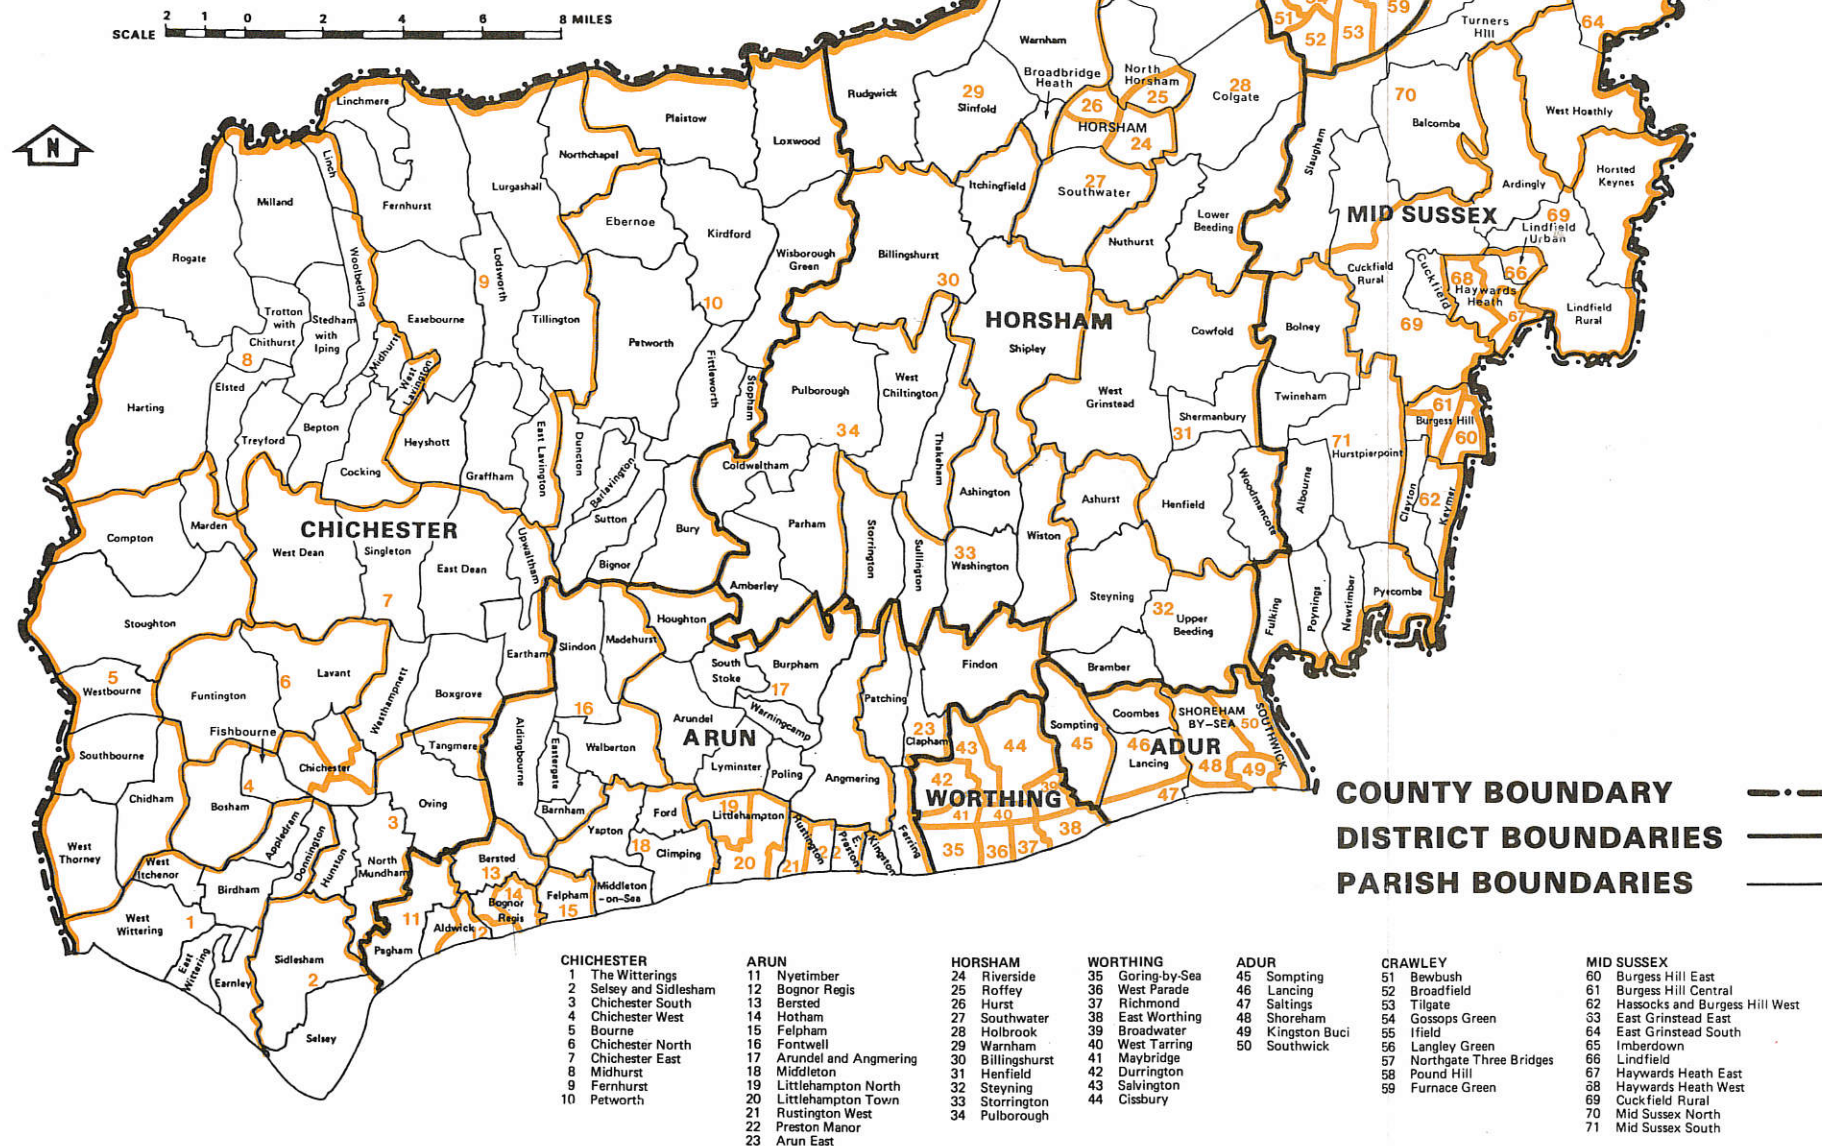 2 1 0 2 4 6 8 MILES
SCALE
N
51
52
53
59
Turners Hill
64
Warnham
Broadbridge Heath
North Horsham
25
26
28
Colgate
29
Slinfold
Rudgwick
HORSHAM
24
70
Balcombe
West Hoathly
Linchmere
Plaistow
Loxwood
Northchapel
Linch
Lurgashall
Milland
Fernhurst
Itchingfield
27
Southwater
Slaugham
Ardingly
Horsted Keynes
MID SUSSEX
69
Lindfield Urban
Ebernoe
Kirdford
Wisborough Green
Billingshurst
30
Nuthurst
Lower Beeding
Rogate
Woolbeding
9
Lodsworth
10
Cuckfield Rural
Cuckfield
68
66
Haywards Heath
67
69
Lindfield Rural
Trotton with Chithurst
Stedham with Iping
8
Easebourne
Tillington
Petworth
HORSHAM
Shipley
Cowfold
Bolney
Midhurst
West Lavington
Fittleworth
Stopham
Pulborough
West Chiltington
Harting
Elsted
Treyford
Bepton
Cocking
Heyshott
Graffham
East Lavington
Duncton
Barlavington
34
Thakeham
West Grinstead
Shermanbury
31
Twineham
71
Hurstpierpoint
61
Burgess Hill
60
Coldwaltham
Ashington
Ashurst
Henfield
Woodmancote
Albourne
Clayton
62
Keymer
Compton
Marden
CHICHESTER
West Dean
Singleton
East Dean
Upwaltham
Sutton
Bignor
Bury
Parham
Storrington
Sullington
33
Washington
Wiston
Amberley
Steyning
32
Upper Beeding
Fulking
Poynings
Newtimber
Pyecombe
Stoughton
7
Slindon
Madehurst
Houghton
5
Westbourne
Funtington
6
Lavant
Westhampnett
Boxgrove
Eartham
South Stoke
Burpham
17
Warningcamp
Patching
Findon
Bramber
Fishbourne
Southbourne
Tangmere
Aldingbourne
16
Eastergate
Walberton
Arundel
ARUN
Lyminster
Poling
Angmering
23
Clapham
43
44
Sompting
45
Coombes
46
Lancing
ADUR
SHOREHAM BY-SEA
50
SOUTHWICK
48
49
47
Chidham
4
Bosham
Chichester
Oving
3
Barnham
Yapton
Ford
19
Littlehampton
42
WORTHING
39
41
40
38
35
36
37
West Thorney
West Itchenor
Appledram
Donnington
Hunston
North Mundham
Bersted
13
14
Bognor Regis
18
Climping
20
21
Rustington
22
E. Preston
Kingston
Ferring
West Wittering
1
Birdham
East Wittering
Earnley
Sidlesham
2
Selsey
11
Pagham
Aldwick
12
Felpham
15
Middleton -on-Sea
COUNTY BOUNDARY
DISTRICT BOUNDARIES
PARISH BOUNDARIES
CHICHESTER
1 The Witterings
2 Selsey and Sidlesham
3 Chichester South
4 Chichester West
5 Bourne
6 Chichester North
7 Chichester East
8 Midhurst
9 Fernhurst
10 Petworth
ARUN
11 Nyetimber
12 Bognor Regis
13 Bersted
14 Hotham
15 Felpham
16 Fontwell
17 Arundel and Angmering
18 Middleton
19 Littlehampton North
20 Littlehampton Town
21 Rustington West
22 Preston Manor
23 Arun East
HORSHAM
24 Riverside
25 Roffey
26 Hurst
27 Southwater
28 Holbrook
29 Warnham
30 Billingshurst
31 Henfield
32 Steyning
33 Storrington
34 Pulborough
WORTHING
35 Goring-by-Sea
36 West Parade
37 Richmond
38 East Worthing
39 Broadwater
40 West Tarring
41 Maybridge
42 Durrington
43 Salvington
44 Cissbury
ADUR
45 Sompting
46 Lancing
47 Saltings
48 Shoreham
49 Kingston Buci
50 Southwick
CRAWLEY
51 Bewbush
52 Broadfield
53 Tilgate
54 Gossops Green
55 Ifield
56 Langley Green
57 Northgate Three Bridges
58 Pound Hill
59 Furnace Green
MID SUSSEX
60 Burgess Hill East
61 Burgess Hill Central
62 Hassocks and Burgess Hill West
63 East Grinstead East
64 East Grinstead South
65 Imberdown
66 Lindfield
67 Haywards Heath East
68 Haywards Heath West
69 Cuckfield Rural
70 Mid Sussex North
71 Mid Sussex South